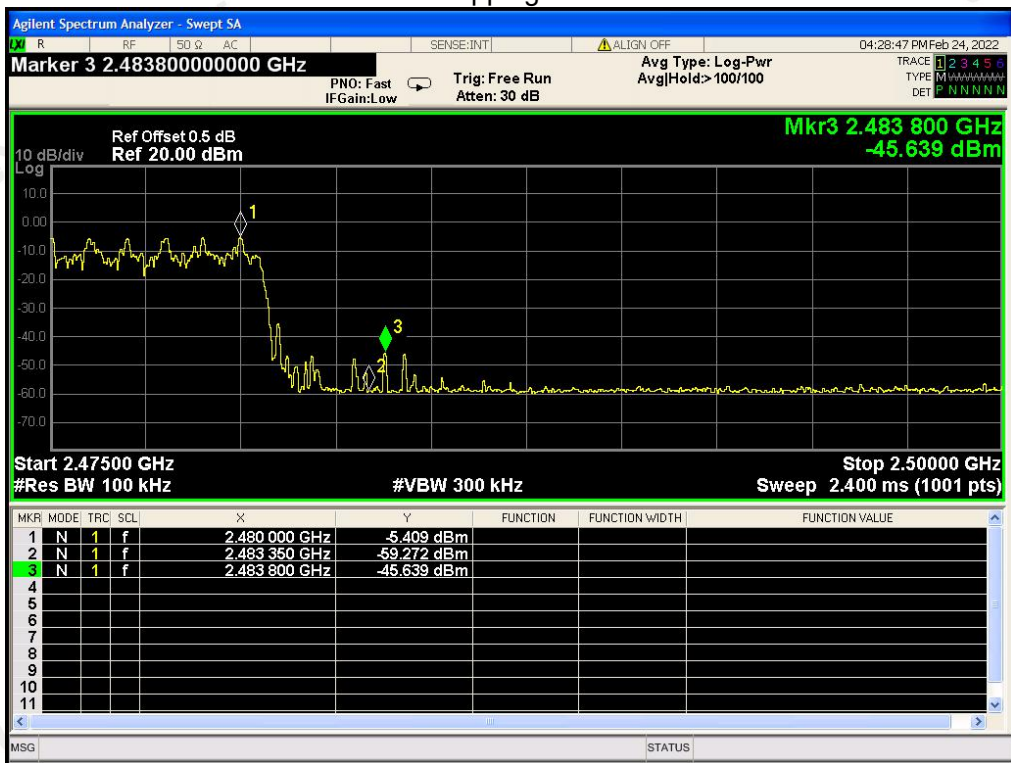 Agilent Spectrum Analyzer - Swept SA
LXI R RF 50 Ω AC SENSE:INT ALIGN OFF 04:28:47 PM Feb 24, 2022
Marker 3 2.483800000000 GHz
PNO: Fast
IFGain:Low
Trig: Free Run
Atten: 30 dB
Avg Type: Log-Pwr
Avg|Hold:> 100/100
TRACE 1 2 3 4 5 6
TYPE M
DET P N N N N N
Mkr3 2.483 800 GHz
-45.639 dBm
Ref Offset 0.5 dB
10 dB/div Ref 20.00 dBm
Log
10.0
0.00
-10.0
-20.0
-30.0
-40.0
-50.0
-60.0
-70.0
1
2
3
Start 2.47500 GHz Stop 2.50000 GHz
#Res BW 100 kHz #VBW 300 kHz Sweep 2.400 ms (1001 pts)
MKR MODE TRC SCL X Y FUNCTION FUNCTION WIDTH FUNCTION VALUE
1 N 1 f 2.480 000 GHz -5.409 dBm
2 N 1 f 2.483 350 GHz -59.272 dBm
3 N 1 f 2.483 800 GHz -45.639 dBm
4
5
6
7
8
9
10
11
MSG STATUS